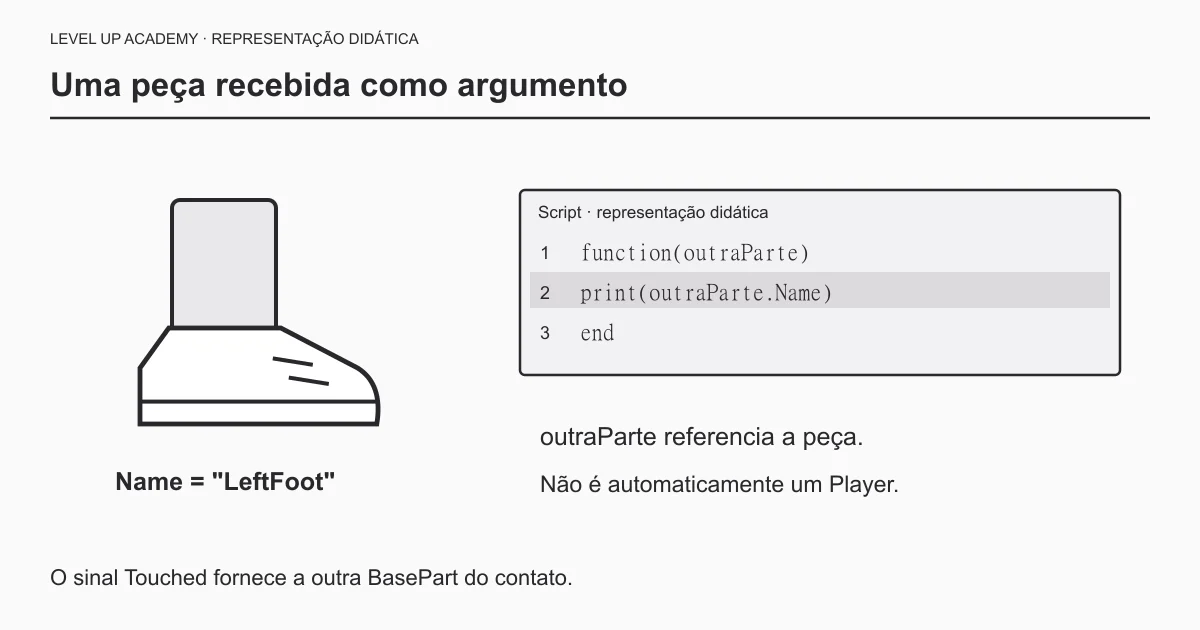 LEVEL UP ACADEMY · REPRESENTAÇÃO DIDÁTICA
Uma peça recebida como argumento
Script · representação didática
1 function(outraParte)
2 print(outraParte.Name)
3 end
outraParte referencia a peça.
Name = "LeftFoot"
Não é automaticamente um Player.
O sinal Touched fornece a outra BasePart do contato.